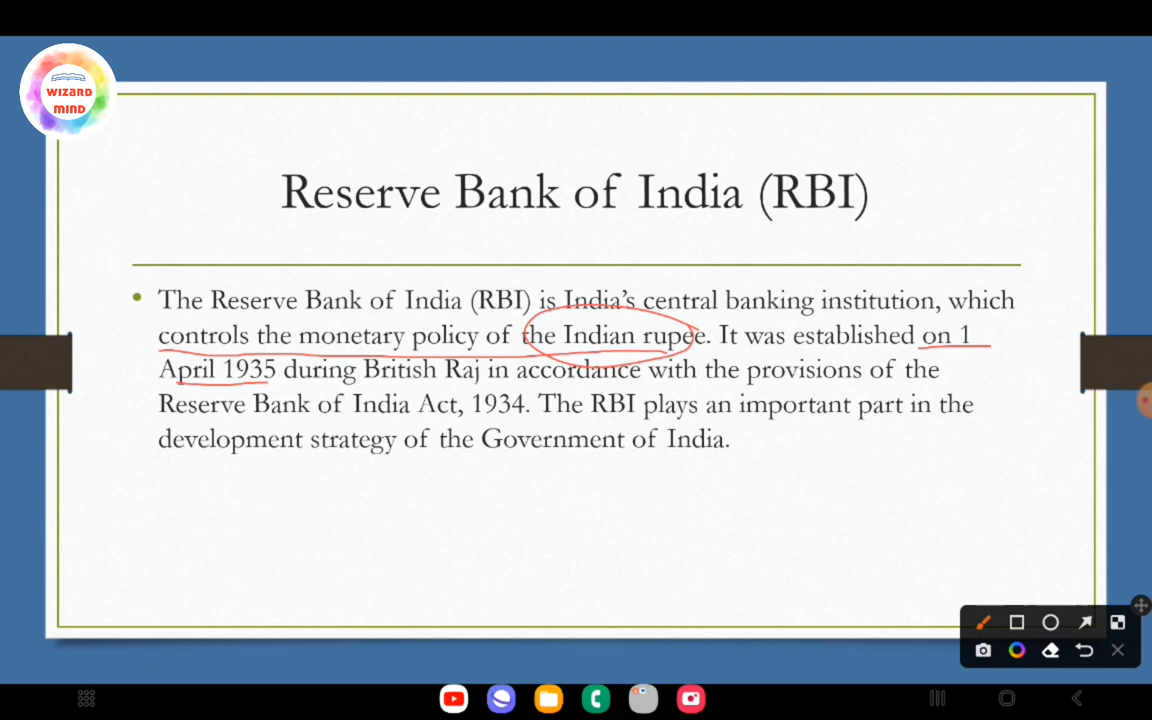 WIZARD
MIND
Reserve Bank of India (RBI)
• The Reserve Bank of India (RBI) is India's central banking institution, which
controls the monetary policy of the Indian rupee. It was established on 1
April 1935 during British Raj in accordance with the provisions of the
Reserve Bank of India Act, 1934. The RBI plays an important part in the
development strategy of the Government of India.